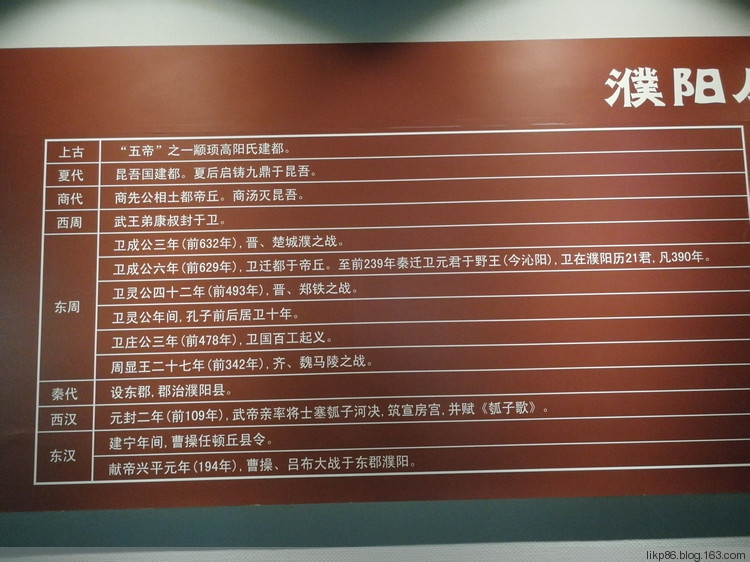 濮阳
上古 “五帝”之一颛顼高阳氏建都。
夏代 昆吾国建都。夏后启铸九鼎于昆吾。
商代 商先公相土都帝丘。商汤灭昆吾。
西周 武王弟康叔封于卫。
东周 卫成公三年(前632年),晋、楚城濮之战。
卫成公六年(前629年),卫迁都于帝丘。至前239年秦迁卫元君于野王(今沁阳),卫在濮阳历21君,凡390年。
卫灵公四十二年(前493年),晋、郑铁之战。
卫灵公年间,孔子前后居卫十年。
卫庄公三年(前478年),卫国百工起义。
周显王二十七年(前342年),齐、魏马陵之战。
秦代 设东郡,郡治濮阳县。
西汉 元封二年(前109年),武帝亲率将士塞瓠子河决,筑宣房宫,并赋《瓠子歌》。
东汉 建宁年间,曹操任顿丘县令。
献帝兴平元年(194年),曹操、吕布大战于东郡濮阳。
likp86.blog.163.com